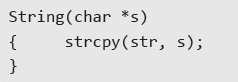 String(char *s)
{     strcpy(str, s);
}